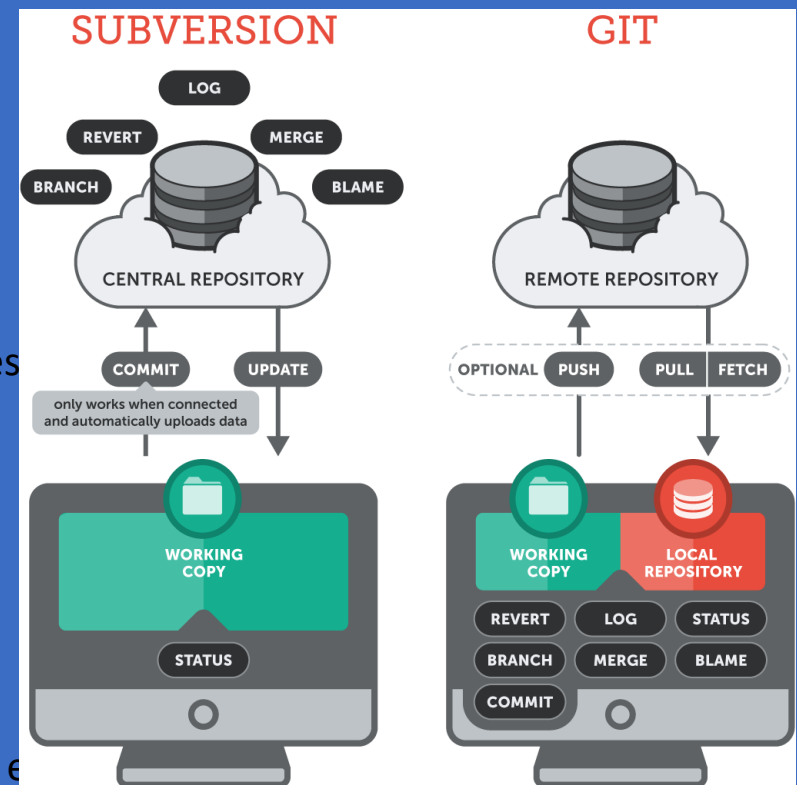 SUBVERSION
LOG
REVERT
MERGE
BRANCH
BLAME
CENTRAL REPOSITORY
COMMIT
UPDATE
only works when connected
and automatically uploads data
WORKING
COPY
STATUS
GIT
REMOTE REPOSITORY
OPTIONAL PUSH PULL FETCH
WORKING
COPY
LOCAL
REPOSITORY
REVERT LOG STATUS
BRANCH MERGE BLAME
COMMIT
es
e